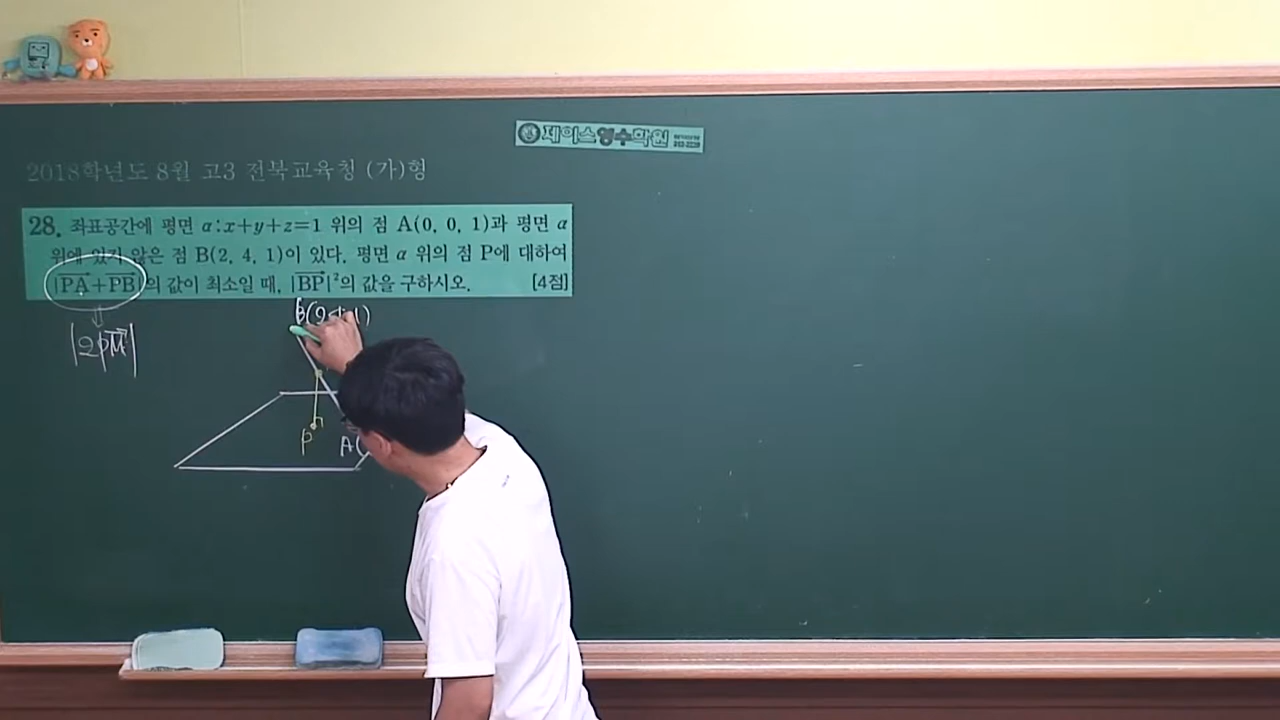 제이스영수학원
2018학년도 8월 고3 전북교육청 (가)형
28. 좌표공간에 평면 α:x+y+z=1 위의 점 A(0, 0, 1)과 평면 α
위에 있지 않은 점 B(2, 4, 1)이 있다. 평면 α 위의 점 P에 대하여
|PA+PB|의 값이 최소일 때, |BP|²의 값을 구하시오. [4점]
|2PM|
B(2
P
A(